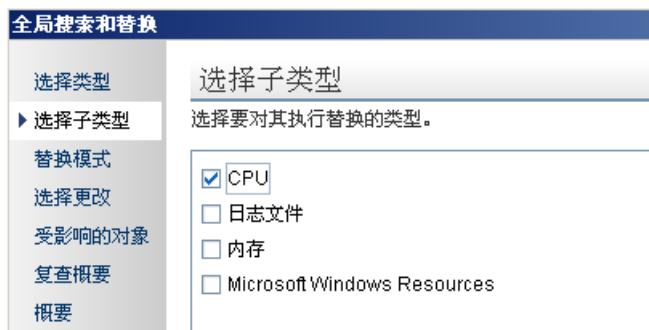 全局搜索和替换
选择类型
选择子类型
替换模式
选择更改
受影响的对象
复查概要
概要
选择子类型
选择要对其执行替换的类型。
CPU
日志文件
内存
Microsoft Windows Resources